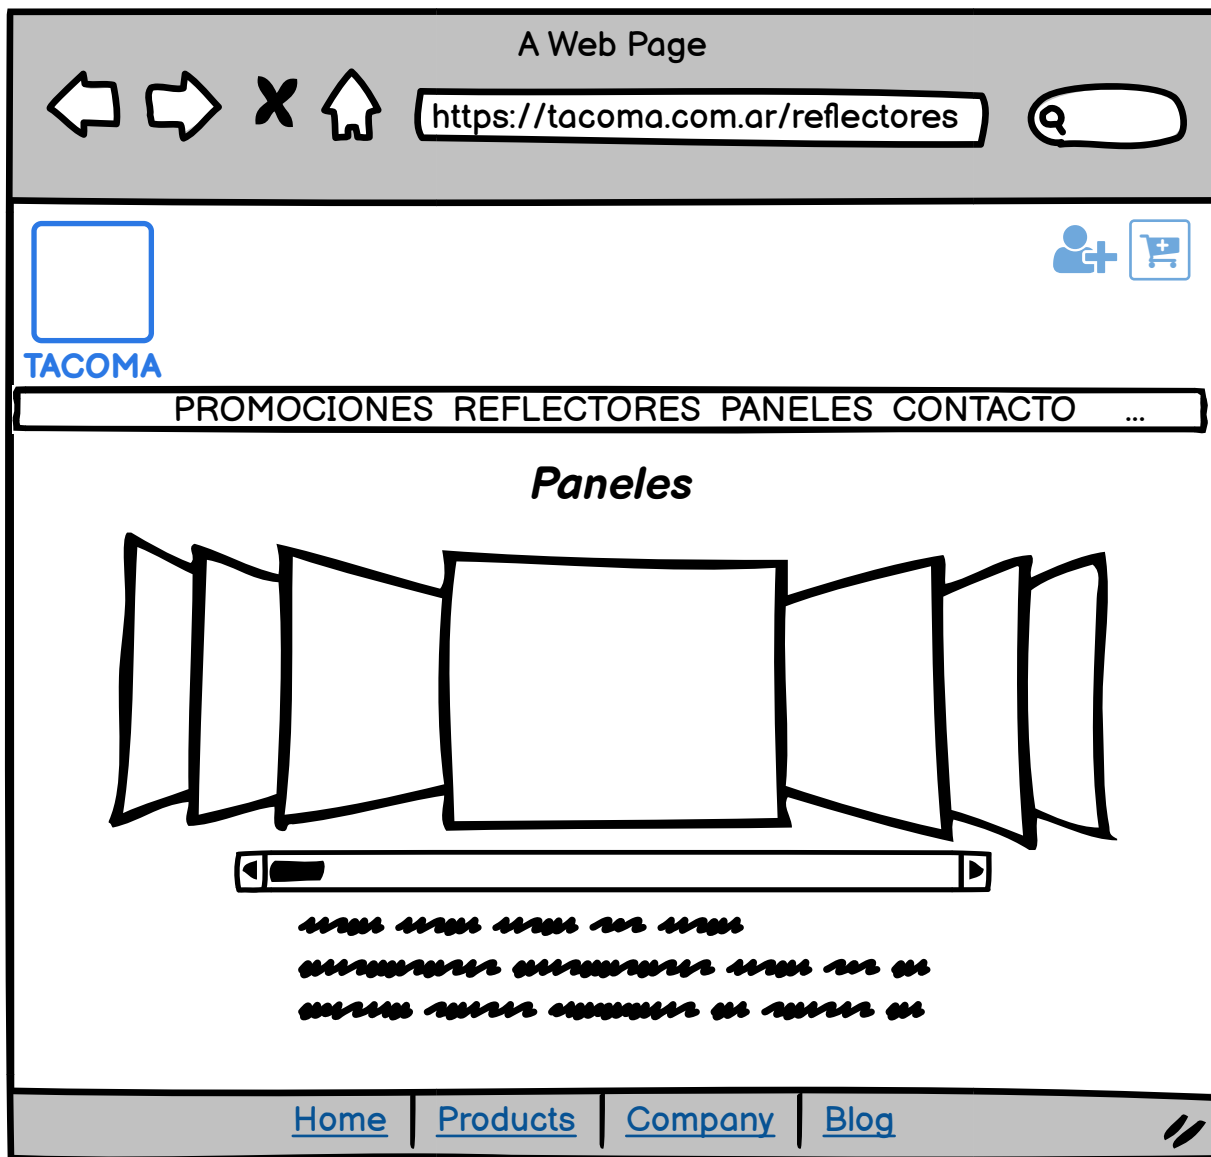 A Web Page
https://tacoma.com.ar/reflectores
TACOMA
PROMOCIONES REFLECTORES PANELES CONTACTO ...
Paneles
Home Products Company Blog